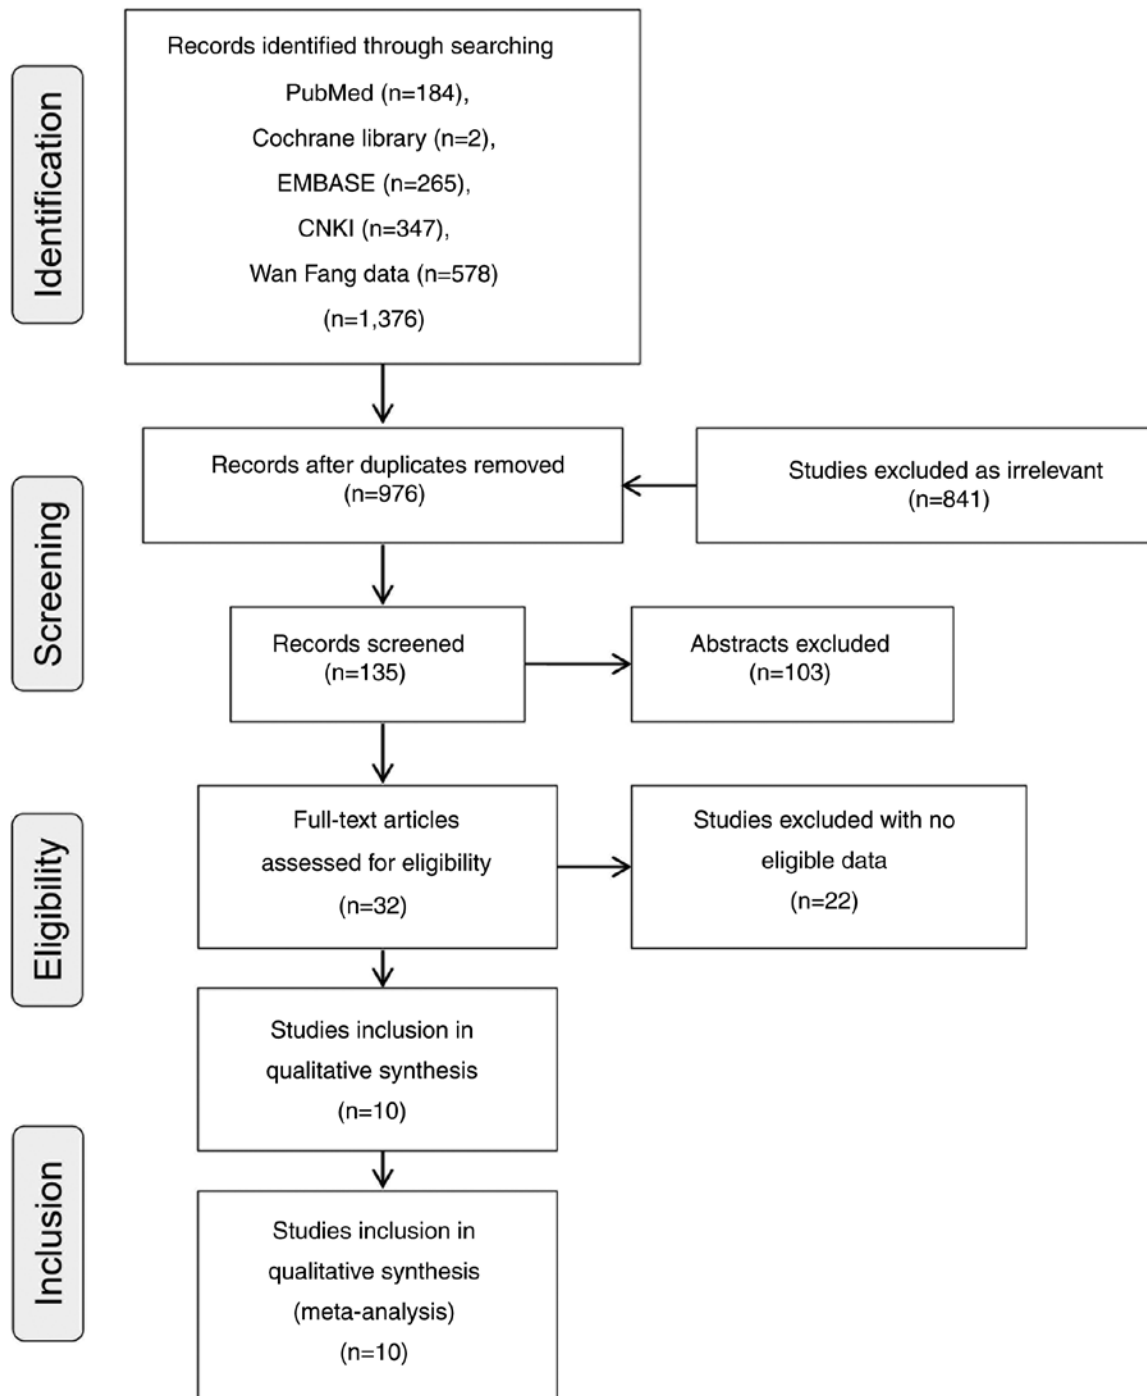 Identification
Records identified through searching
PubMed (n=184),
Cochrane library (n=2),
EMBASE (n=265),
CNKI (n=347),
Wan Fang data (n=578)
(n=1,376)
Screening
Records after duplicates removed
(n=976)
Studies excluded as irrelevant
(n=841)
Records screened
(n=135)
Abstracts excluded
(n=103)
Eligibility
Full-text articles
assessed for eligibility
(n=32)
Studies excluded with no
eligible data
(n=22)
Studies inclusion in
qualitative synthesis
(n=10)
Inclusion
Studies inclusion in
qualitative synthesis
(meta-analysis)
(n=10)